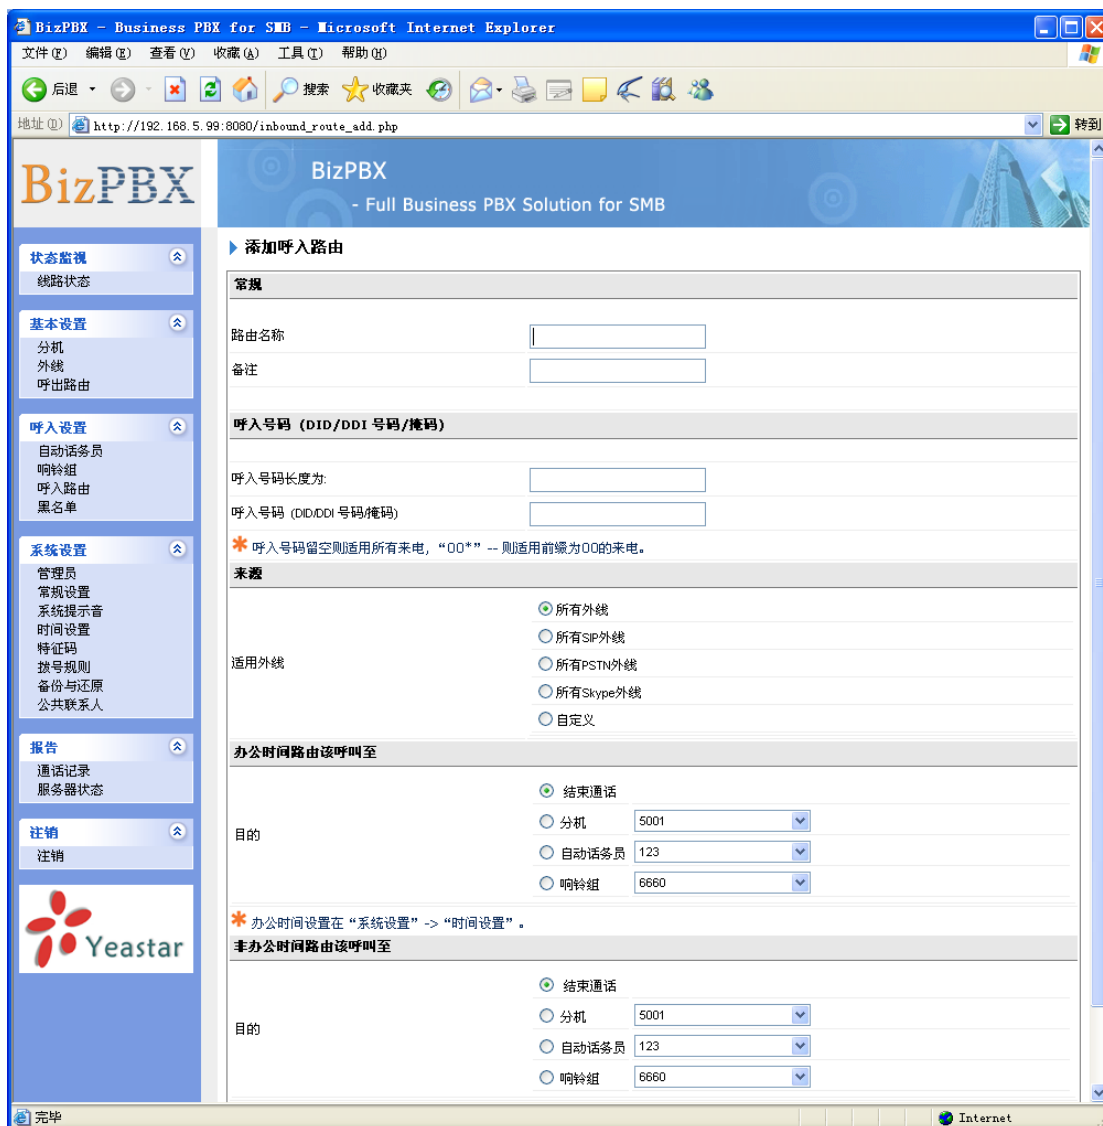 BizPBX - Business PBX for SMB - Microsoft Internet Explorer
文件(F) 编辑(E) 查看(V) 收藏(A) 工具(T) 帮助(H)
后退 搜索 收藏夹
地址(D) http://192.168.5.99:8080/inbound_route_add.php 转到
BizPBX
BizPBX
- Full Business PBX Solution for SMB
状态监视
线路状态
基本设置
分机
外线
呼出路由
呼入设置
自动话务员
响铃组
呼入路由
黑名单
系统设置
管理员
常规设置
系统提示音
时间设置
特征码
拨号规则
备份与还原
公共联系人
报告
通话记录
服务器状态
注销
注销
Yeastar
添加呼入路由
常规
路由名称
备注
呼入号码 (DID/DDI 号码/掩码)
呼入号码长度为:
呼入号码 (DID/DDI 号码/掩码)
* 呼入号码留空则适用所有来电, “00*” -- 则适用前缀为00的来电。
来源
适用外线
所有外线
所有SIP外线
所有PSTN外线
所有Skype外线
自定义
办公时间路由该呼叫至
目的
结束通话
分机 5001
自动话务员 123
响铃组 6660
* 办公时间设置在 “系统设置” -> “时间设置” 。
非办公时间路由该呼叫至
目的
结束通话
分机 5001
自动话务员 123
响铃组 6660
完毕 Internet